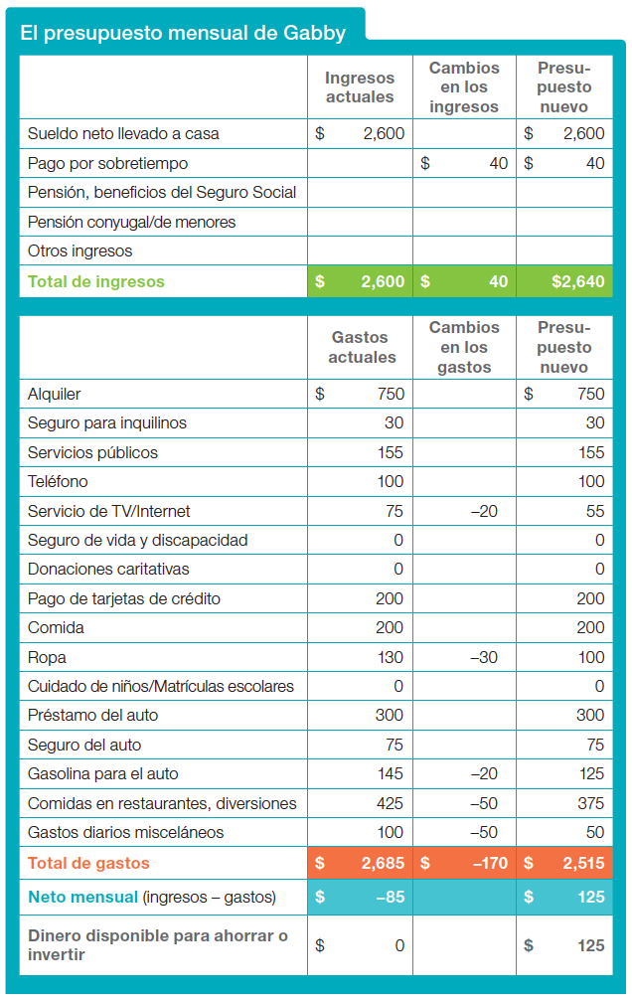 El presupuesto mensual de Gabby
Ingresos actuales Cambios en los ingresos Presu-puesto nuevo
Sueldo neto llevado a casa $ 2,600 $ 2,600
Pago por sobretiempo $ 40 $ 40
Pensión, beneficios del Seguro Social
Pensión conyugal/de menores
Otros ingresos
Total de ingresos $ 2,600 $ 40 $2,640
Gastos actuales Cambios en los gastos Presu-puesto nuevo
Alquiler $ 750 $ 750
Seguro para inquilinos 30 30
Servicios públicos 155 155
Teléfono 100 100
Servicio de TV/Internet 75 –20 55
Seguro de vida y discapacidad 0 0
Donaciones caritativas 0 0
Pago de tarjetas de crédito 200 200
Comida 200 200
Ropa 130 –30 100
Cuidado de niños/Matrículas escolares 0 0
Préstamo del auto 300 300
Seguro del auto 75 75
Gasolina para el auto 145 –20 125
Comidas en restaurantes, diversiones 425 –50 375
Gastos diarios misceláneos 100 –50 50
Total de gastos $ 2,685 $ –170 $ 2,515
Neto mensual (ingresos – gastos) $ –85 $ 125
Dinero disponible para ahorrar o
invertir $ 0 $ 125